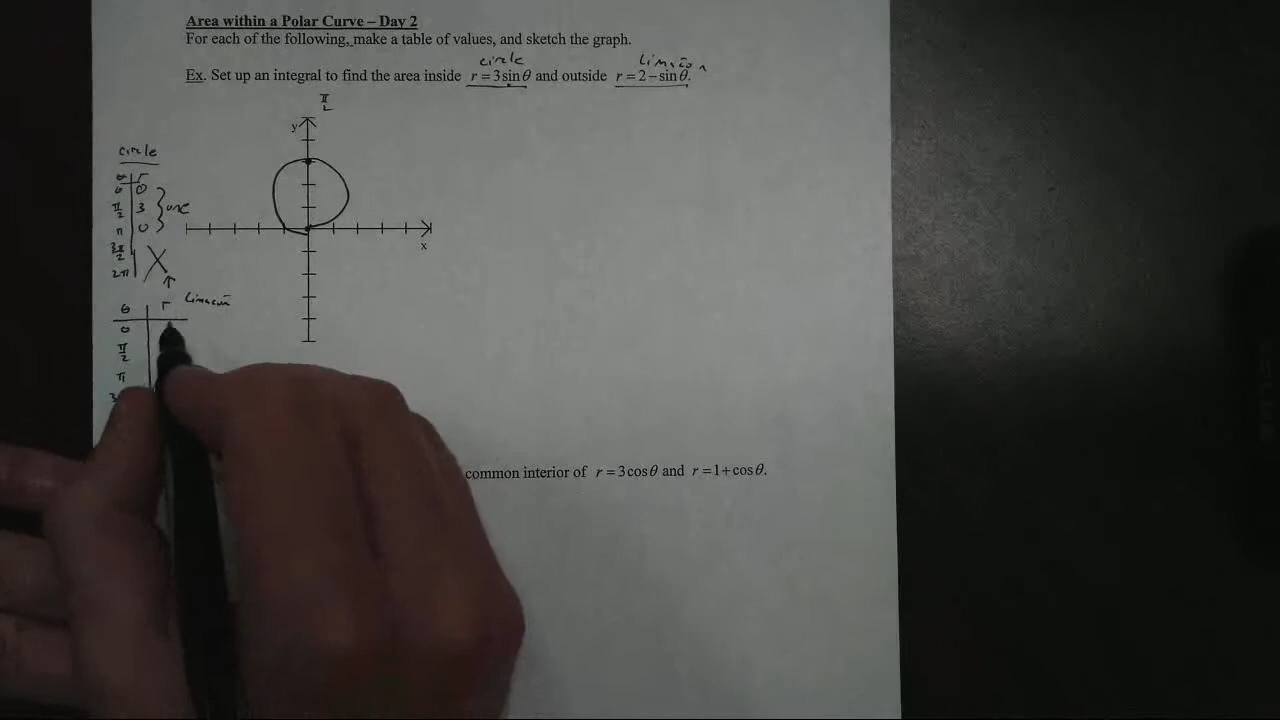 Area within a Polar Curve – Day 2
For each of the following, make a table of values, and sketch the graph.
circle limaçon
Ex. Set up an integral to find the area inside r = 3sinθ and outside r = 2 − sinθ.
π/2
y
circle
θ r
0 0
π/2 3
π 0
one
3π/2
2π
x
θ r Limacon
0
π/2
π
3
common interior of r = 3cosθ and r = 1 + cosθ.